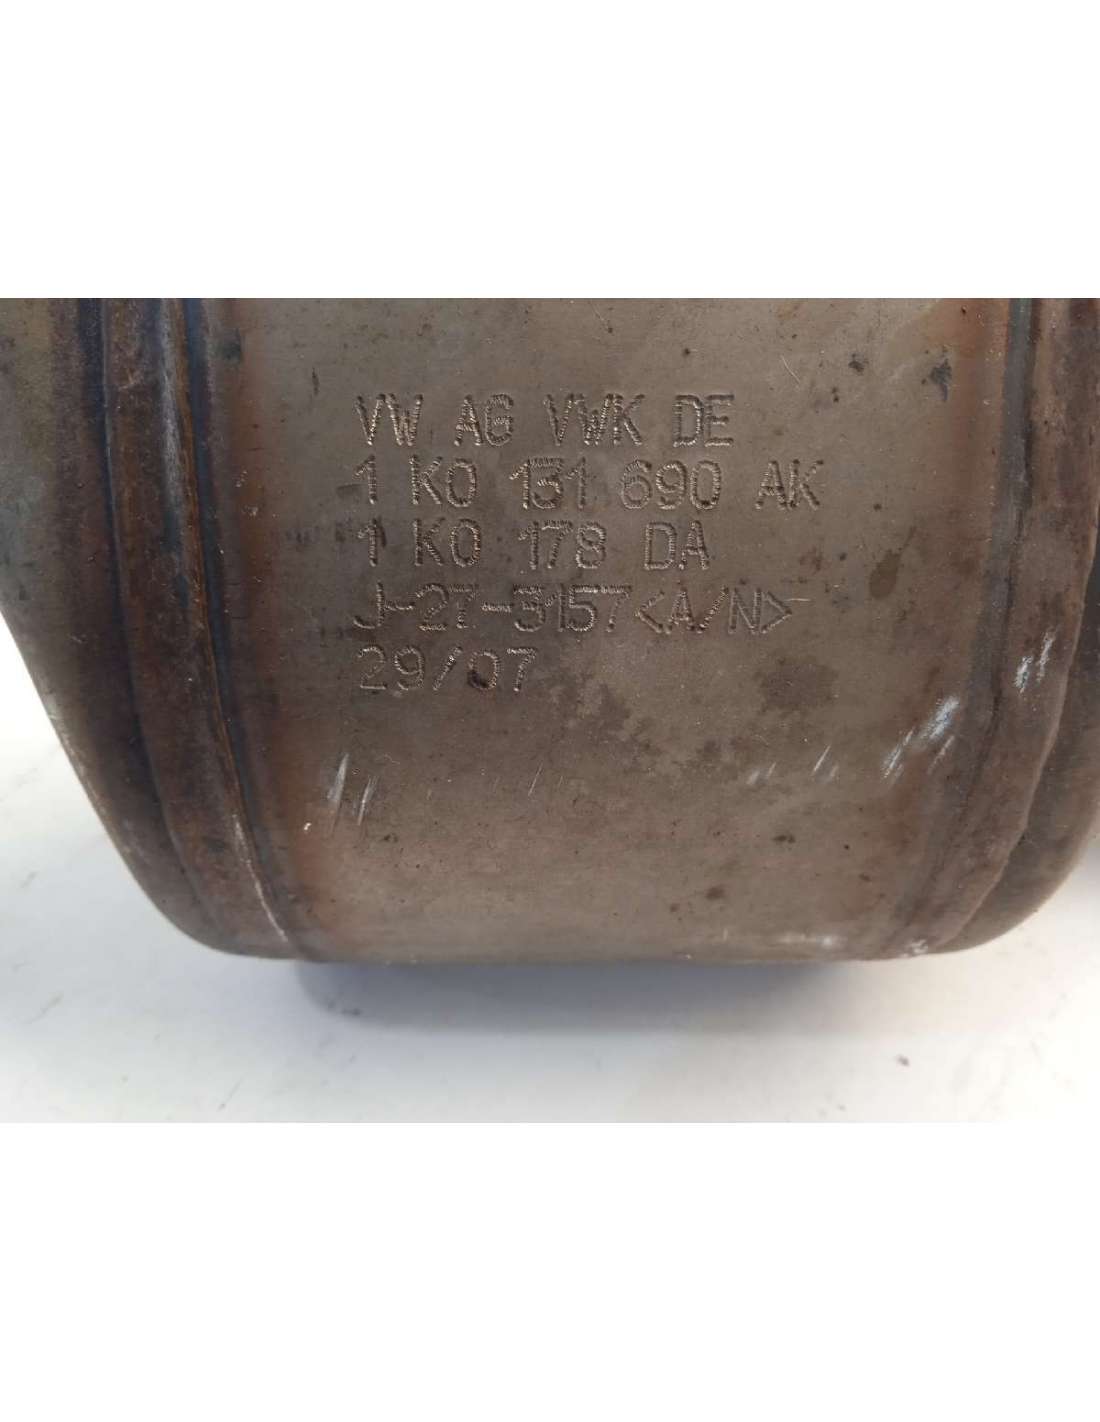 VW AG VWK DE
1 K0 131 690 AK
1 K0 178 DA
J-27-3157<A/N>
29/07